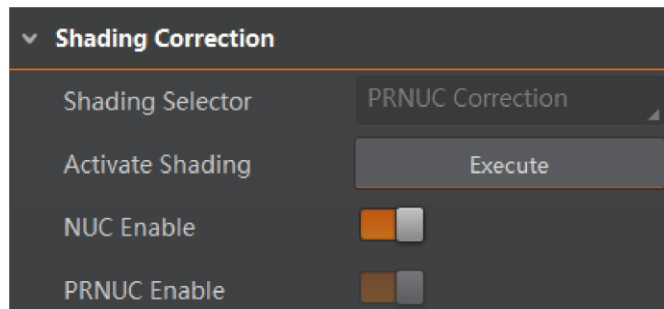 Shading Correction
Shading Selector PRNUC Correction
Activate Shading Execute
NUC Enable
PRNUC Enable